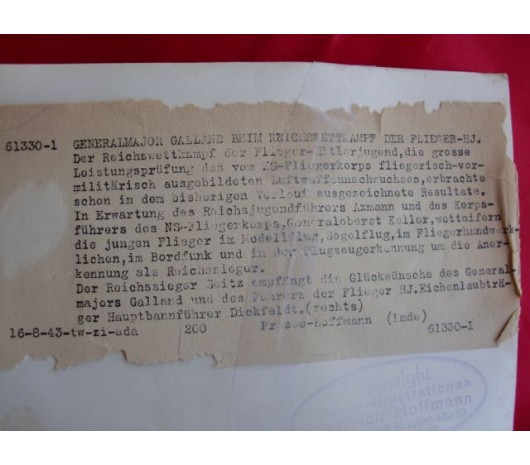 61330-1 GENERALMAJOR GALLAND BEIM REICHSWETTKAMPF DER FLIEGER-HJ.
Der Reichswettkampf der Flieger-Hitlerjugend,die grosse
Leistungsprüfung des vom NS-Fliegerkorps fliegerisch-vor-
militärisch ausgebildeten Luftwaffennachwuchses,erbrachte
schon in dem bisherigen Verlauf ausgezeichnete Resultate.
In Erwartung des Reichsjugendführers Axmann und des Korps-
führers des NS-Fliegerkorps,Generaloberst Keller,wetteifern
die jungen Flieger im Modellflug,Segelflug,im Fliegerhandwerk-
lichen,im Bordfunk und in der Flugzeugerkennung um die Aner-
kennung als Reichssieger.
Der Reichssieger Seitz empfängt die Glückwünsche des General-
majors Galland und des Führers der Flieger HJ.Eichenlaubträ-
ger Hauptbannführer Dickfeldt.(rechts)
16-8-43-tw-zi-ada 200 Presse-Hoffmann 61330-1
Copyright
Illustrationen
Hoffmann